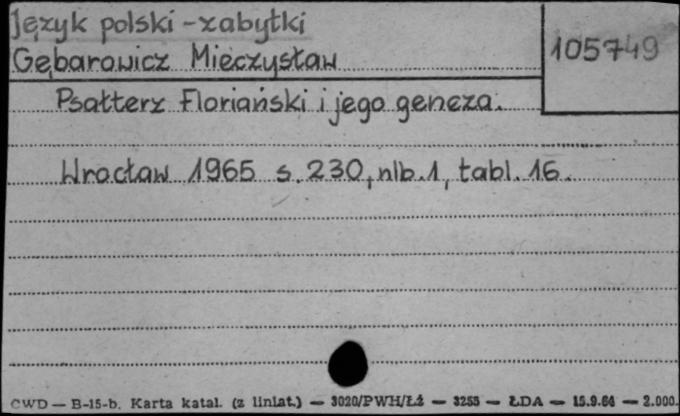 Język polski - zabytki
105749
Gębarowicz Mieczysław
Psałterz Floriański i jego geneza.
Wrocław 1965 s. 230, nlb. 1, tabl. 16.
CWD — B-15-b. Karta katal. (z liniat.) — 3020/PWH/Łź — 3255 — ŁDA — 15.9.64 — 2.000.